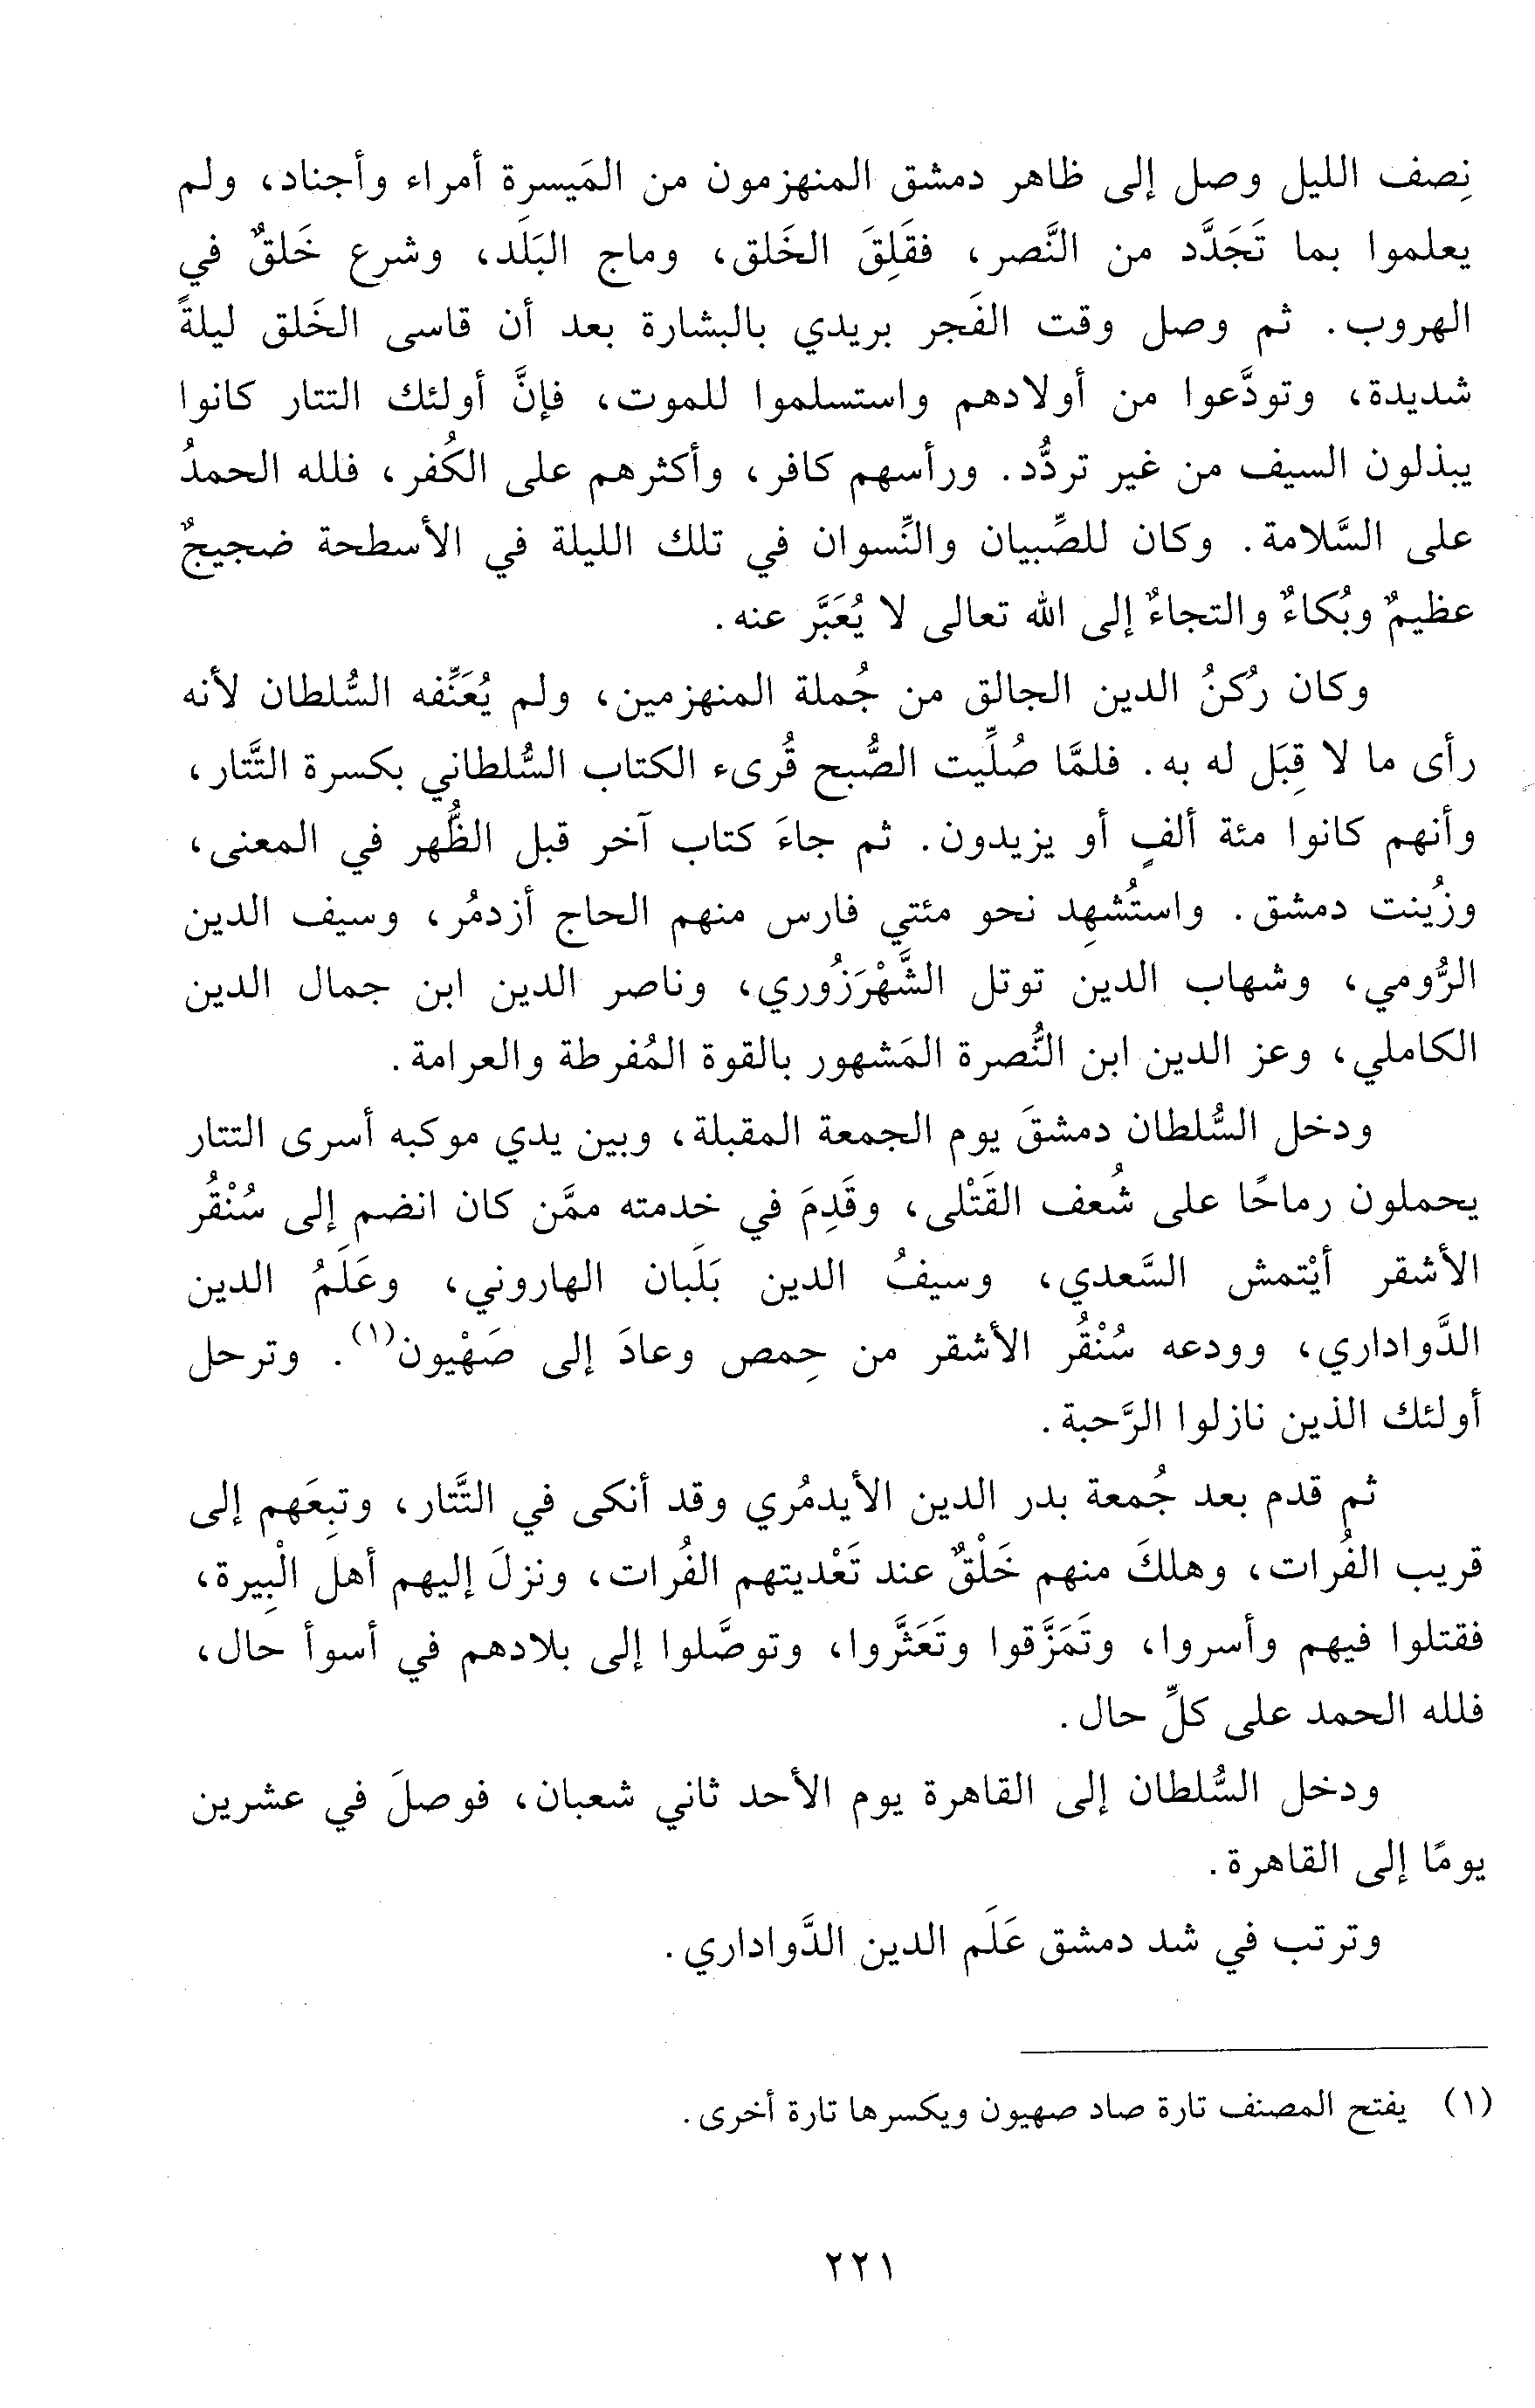 نِصف الليل وصل إلى ظاهر دمشق المنهزمون من المَيسرة أمراء وأجناد، ولم
يعلموا بما تَجَدَّد من النَّصر، فقَلِقَ الخَلق، وماج البَلَد، وشرع خَلقٌ في
الهروب. ثم وصل وقت الفَجر بريدي بالبشارة بعد أن قاسى الخَلق ليلةً
شديدة، وتودَّعوا من أولادهم واستسلموا للموت، فإنَّ أولئك التتار كانوا
يبذلون السيف من غير تردُّد. ورأسهم كافر، وأكثرهم على الكُفر، فلله الحمدُ
على السَّلامة. وكان للصِّبيان والنِّسوان في تلك الليلة في الأسطحة ضجيجٌ
عظيمٌ وبُكاءٌ والتجاءٌ إلى الله تعالى لا يُعَبَّر عنه.
وكان رُكنُ الدين الجالق من جُملة المنهزمين، ولم يُعَنِّفه السُّلطان لأنه
رأى ما لا قِبَل له به. فلمَّا صُلِّيت الصُّبح قُرىء الكتاب السُّلطاني بكسرة التَّتار،
وأنهم كانوا مئة ألفٍ أو يزيدون. ثم جاءَ كتاب آخر قبل الظُّهر في المعنى،
وزُينت دمشق. واستُشهِد نحو مئتي فارس منهم الحاج أزدمُر، وسيف الدين
الرُّومي، وشهاب الدين توتل الشَّهْرَزُوري، وناصر الدين ابن جمال الدين
الكاملي، وعز الدين ابن النُّصرة المَشهور بالقوة المُفرطة والعرامة.
ودخل السُّلطان دمشقَ يوم الجمعة المقبلة، وبين يدي موكبه أسرى التتار
يحملون رماحًا على شُعف القَتْلى، وقَدِمَ في خدمته ممَّن كان انضم إلى سُنْقُر
الأشقر أيْتمش السَّعدي، وسيفُ الدين بَلَبان الهاروني، وعَلَمُ الدين
الدَّواداري، وودعه سُنْقُر الأشقر من حِمص وعادَ إلى صَهْيون(١). وترحل
أولئك الذين نازلوا الرَّحبة.
ثم قدم بعد جُمعة بدر الدين الأيدمُري وقد أنكى في التَّتار، وتبِعَهم إلى
قريب الفُرات، وهلكَ منهم خَلْقٌ عند تَعْديتهم الفُرات، ونزلَ إليهم أهل الْبِيرة،
فقتلوا فيهم وأسروا، وتَمَزَّقوا وتَعَثَّروا، وتوصَّلوا إلى بلادهم في أسوأ حال،
فلله الحمد على كلِّ حال.
ودخل السُّلطان إلى القاهرة يوم الأحد ثاني شعبان، فوصلَ في عشرين
يومًا إلى القاهرة.
وترتب في شد دمشق عَلَم الدين الدَّواداري.
(١) يفتح المصنف تارة صاد صهيون ويكسرها تارة أخرى.
٢٢١